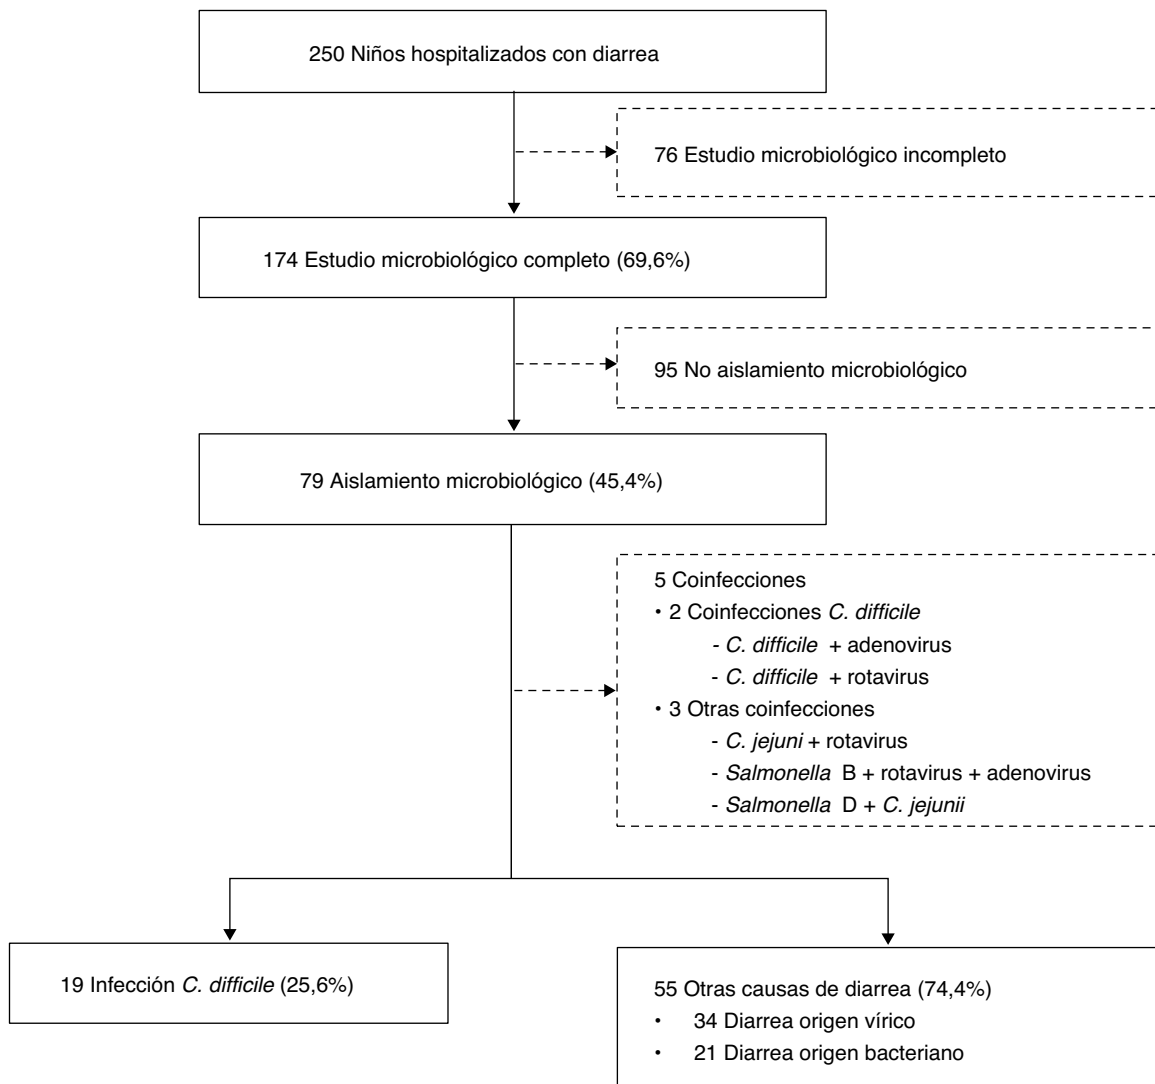 250 Niños hospitalizados con diarrea
76 Estudio microbiológico incompleto
174 Estudio microbiológico completo (69,6%)
95 No aislamiento microbiológico
79 Aislamiento microbiológico (45,4%)
5 Coinfecciones
• 2 Coinfecciones C. difficile
- C. difficile + adenovirus
- C. difficile + rotavirus
• 3 Otras coinfecciones
- C. jejuni + rotavirus
- Salmonella B + rotavirus + adenovirus
- Salmonella D + C. jejunii
19 Infección C. difficile (25,6%)
55 Otras causas de diarrea (74,4%)
• 34 Diarrea origen vírico
• 21 Diarrea origen bacteriano